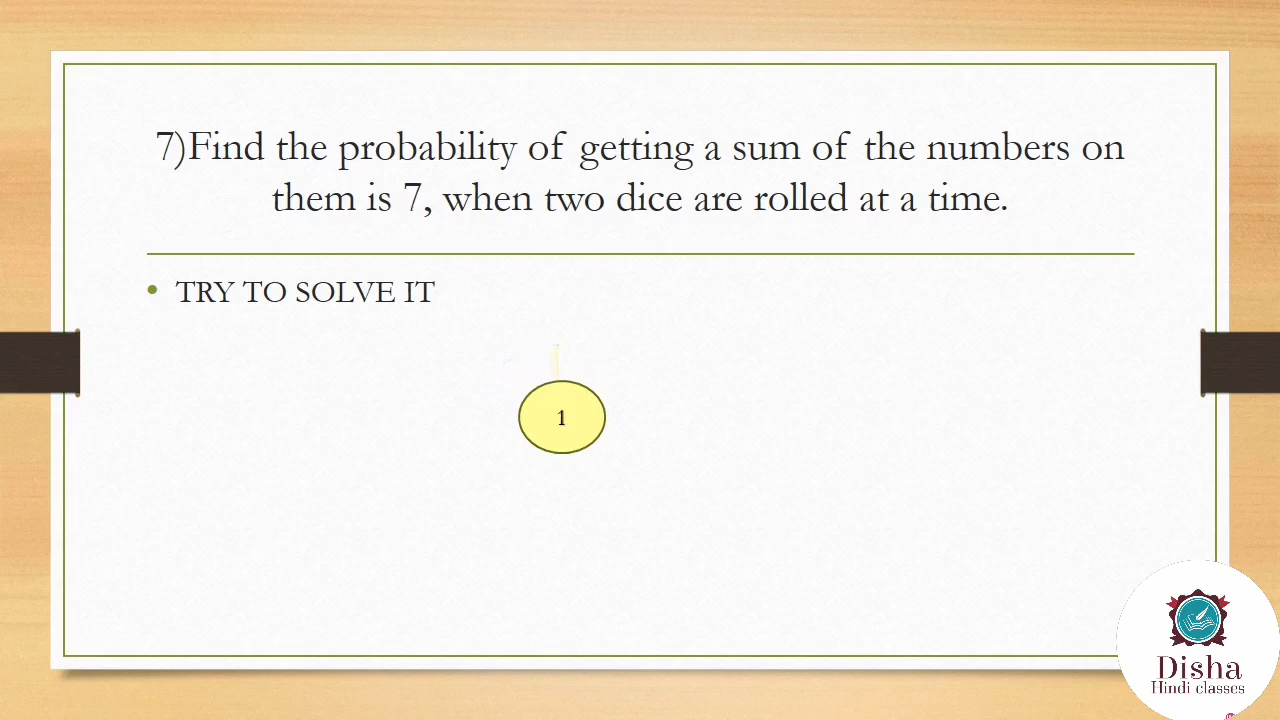 7)Find the probability of getting a sum of the numbers on
them is 7, when two dice are rolled at a time.
• TRY TO SOLVE IT
1
Disha
Hindi classes